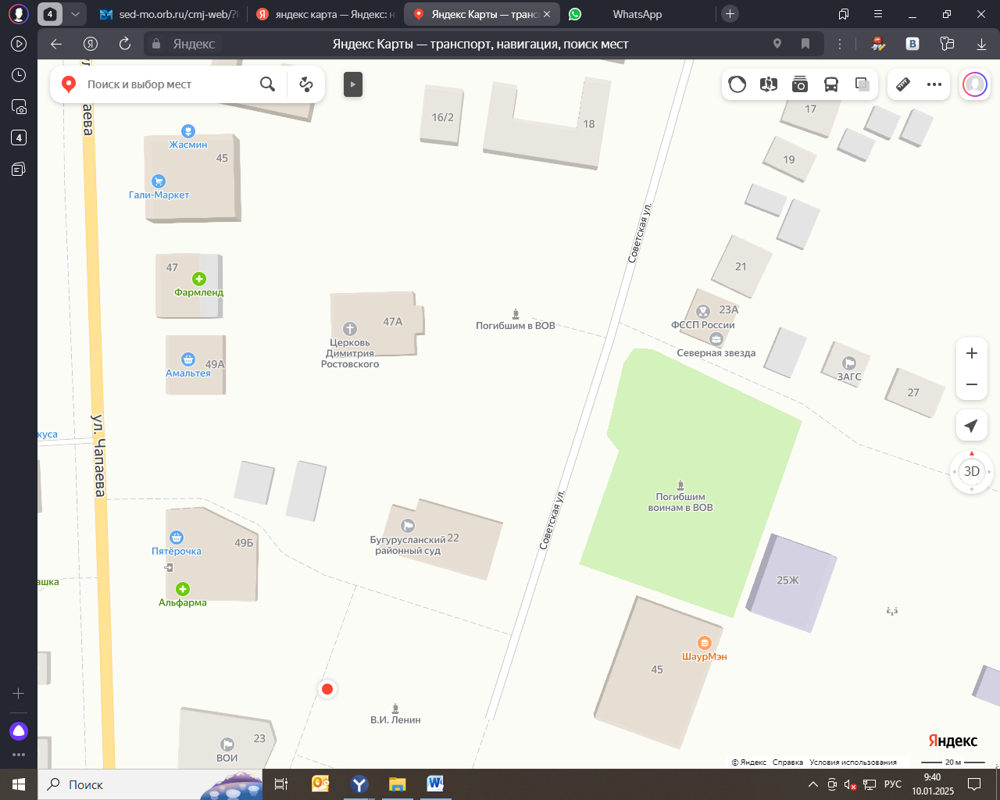 4
sed-mo.orb.ru/cmj-web/?
яндекс карта — Яндекс: н
Яндекс Карты — транс
WhatsApp
Яндекс
Яндекс Карты — транспорт, навигация, поиск мест
4
Поиск и выбор мест
Жасмин
45
Гали-Маркет
16/2
18
17
19
21
23А
ФССП России
Северная звезда
ЗАГС
27
47
Фармленд
49А
Амальтея
47А
Церковь
Димитрия
Ростовского
Погибшим в ВОВ
Советская ул.
ул. Чапаева
Погибшим
воинам в ВОВ
Советская ул.
3D
49Б
Пятёрочка
Альфарма
22
Бугурусланский
районный суд
25Ж
ШаурМэн
45
В.И. Ленин
23
ВОИ
Яндекс
© Яндекс Справка Условия использования
20 м
Поиск
РУС
9:40
10.01.2025